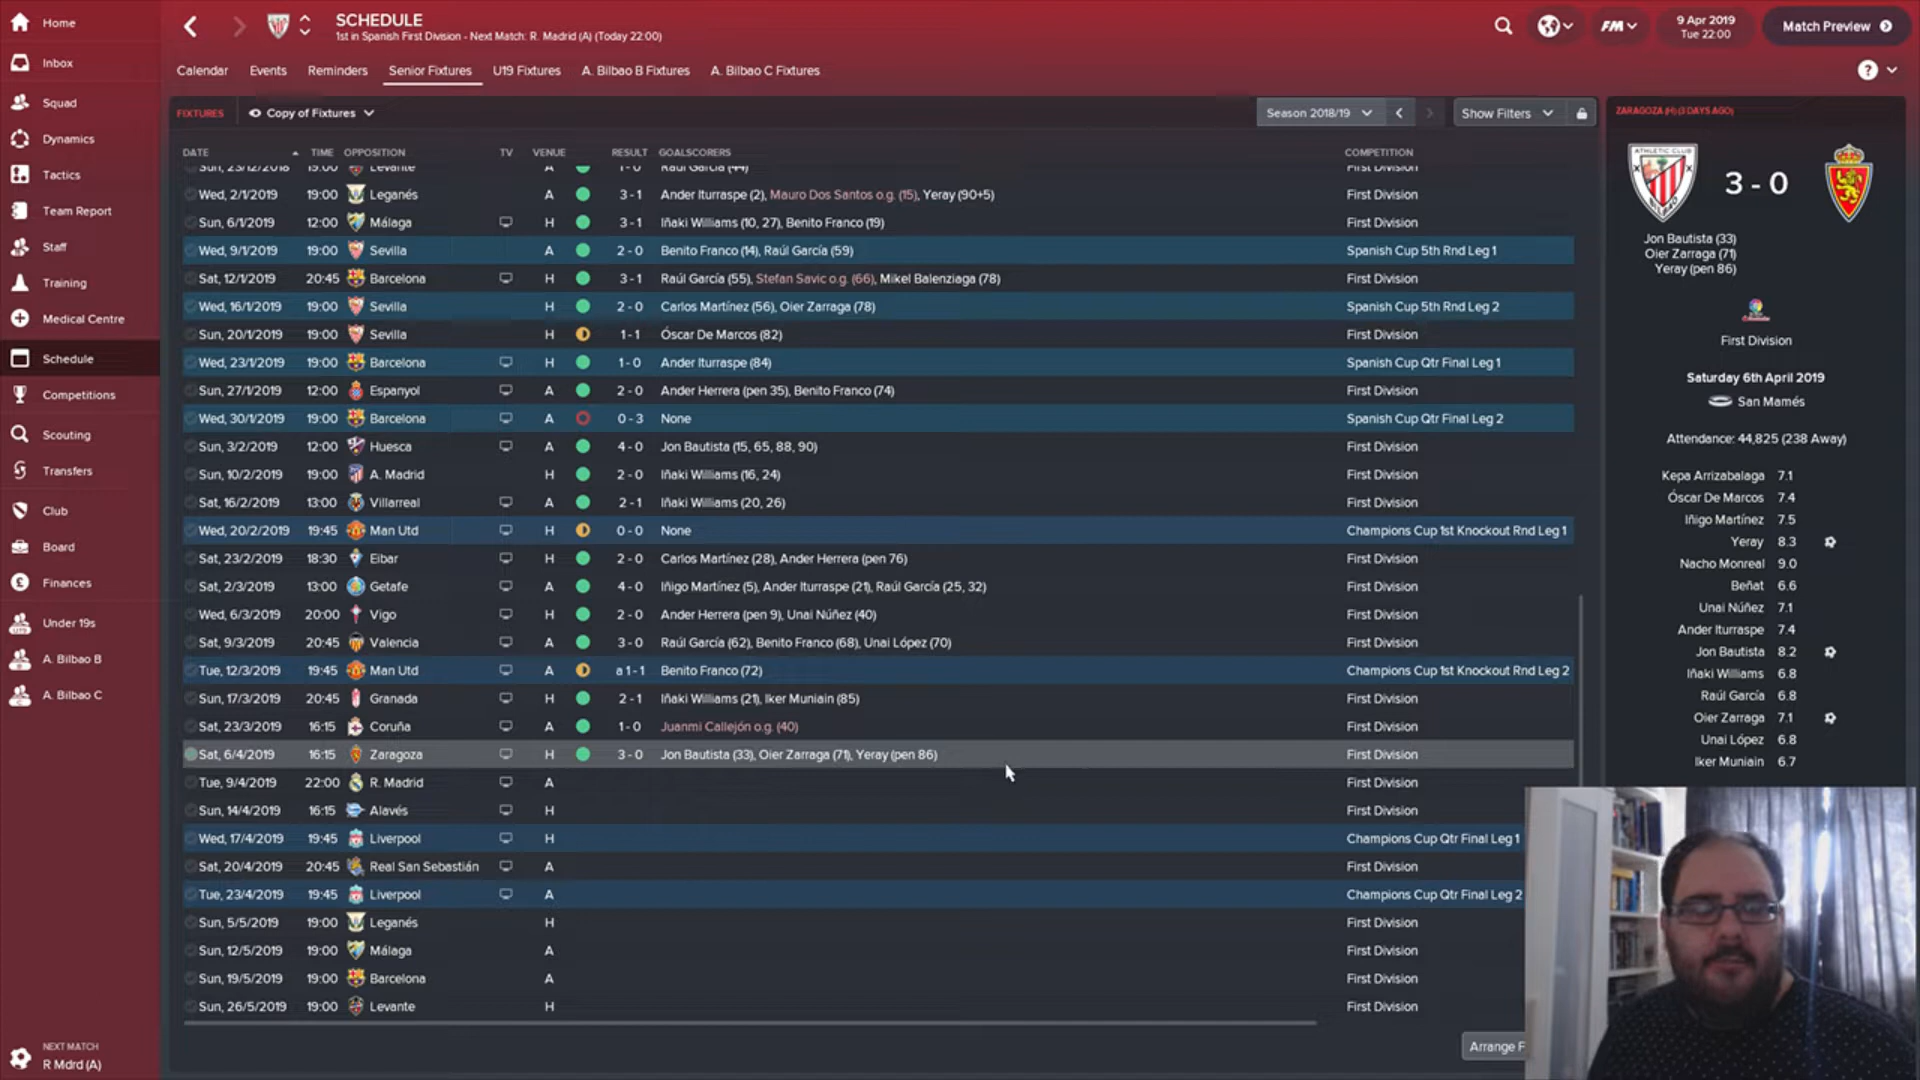 Home
SCHEDULE
1st in Spanish First Division - Next Match: R. Madrid (A) (Today 22:00)
FM
9 Apr 2019
Tue 22:00
Match Preview
Inbox
Calendar Events Reminders Senior Fixtures U19 Fixtures A. Bilbao B Fixtures A. Bilbao C Fixtures
?
Squad
Dynamics
Tactics
Team Report
Staff
Training
Medical Centre
Schedule
Competitions
Scouting
Transfers
Club
Board
Finances
Under 19s
A. Bilbao B
A. Bilbao C
NEXT MATCH
R Mdrd (A)
FIXTURES Copy of Fixtures Season 2018/19 Show Filters
DATE TIME OPPOSITION TV VENUE RESULT GOALSCORERS COMPETITION
Sun, 23/12/2018 19:00 Levante A 1-0 Raúl García (44) First Division
Wed, 2/1/2019 19:00 Leganés A 3-1 Ander Iturraspe (2), Mauro Dos Santos o.g. (15), Yeray (90+5) First Division
Sun, 6/1/2019 12:00 Málaga H 3-1 Iñaki Williams (10, 27), Benito Franco (19) First Division
Wed, 9/1/2019 19:00 Sevilla A 2-0 Benito Franco (14), Raúl García (59) Spanish Cup 5th Rnd Leg 1
Sat, 12/1/2019 20:45 Barcelona H 3-1 Raúl García (55), Stefan Savic o.g. (66), Mikel Balenziaga (78) First Division
Wed, 16/1/2019 19:00 Sevilla H 2-0 Carlos Martínez (56), Oier Zarraga (78) Spanish Cup 5th Rnd Leg 2
Sun, 20/1/2019 19:00 Sevilla H 1-1 Óscar De Marcos (82) First Division
Wed, 23/1/2019 19:00 Barcelona H 1-0 Ander Iturraspe (84) Spanish Cup Qtr Final Leg 1
Sun, 27/1/2019 12:00 Espanyol A 2-0 Ander Herrera (pen 35), Benito Franco (74) First Division
Wed, 30/1/2019 19:00 Barcelona A 0-3 None Spanish Cup Qtr Final Leg 2
Sun, 3/2/2019 12:00 Huesca A 4-0 Jon Bautista (15, 65, 88, 90) First Division
Sun, 10/2/2019 19:00 A. Madrid H 2-0 Iñaki Williams (16, 24) First Division
Sat, 16/2/2019 13:00 Villarreal A 2-1 Iñaki Williams (20, 26) First Division
Wed, 20/2/2019 19:45 Man Utd H 0-0 None Champions Cup 1st Knockout Rnd Leg 1
Sat, 23/2/2019 18:30 Eibar H 2-0 Carlos Martínez (28), Ander Herrera (pen 76) First Division
Sat, 2/3/2019 13:00 Getafe A 4-0 Iñigo Martínez (5), Ander Iturraspe (21), Raúl García (25, 32) First Division
Wed, 6/3/2019 20:00 Vigo H 2-0 Ander Herrera (pen 9), Unai Núñez (40) First Division
Sat, 9/3/2019 20:45 Valencia A 3-0 Raúl García (62), Benito Franco (68), Unai López (70) First Division
Tue, 12/3/2019 19:45 Man Utd A a 1-1 Benito Franco (72) Champions Cup 1st Knockout Rnd Leg 2
Sun, 17/3/2019 20:45 Granada H 2-1 Iñaki Williams (21), Iker Muniain (85) First Division
Sat, 23/3/2019 16:15 Coruña A 1-0 Juanmi Callejón o.g. (40) First Division
Sat, 6/4/2019 16:15 Zaragoza H 3-0 Jon Bautista (33), Oier Zarraga (71), Yeray (pen 86) First Division
Tue, 9/4/2019 22:00 R. Madrid A First Division
Sun, 14/4/2019 16:15 Alavés H First Division
Wed, 17/4/2019 19:45 Liverpool H Champions Cup Qtr Final Leg 1
Sat, 20/4/2019 20:45 Real San Sebastián A First Division
Tue, 23/4/2019 19:45 Liverpool A Champions Cup Qtr Final Leg 2
Sun, 5/5/2019 19:00 Leganés H First Division
Sun, 12/5/2019 19:00 Málaga A First Division
Sun, 19/5/2019 19:00 Barcelona A First Division
Sun, 26/5/2019 19:00 Levante H First Division
Arrange F
ZARAGOZA (H) (3 DAYS AGO)
ATHLETIC CLUB
BILBAO
3 - 0
Jon Bautista (33)
Oier Zarraga (71)
Yeray (pen 86)
First Division
Saturday 6th April 2019
San Mamés
Attendance: 44,825 (238 Away)
Kepa Arrizabalaga 7.1
Óscar De Marcos 7.4
Iñigo Martínez 7.5
Yeray 8.3
Nacho Monreal 9.0
Beñat 6.6
Unai Núñez 7.1
Ander Iturraspe 7.4
Jon Bautista 8.2
Iñaki Williams 6.8
Raúl García 6.8
Oier Zarraga 7.1
Unai López 6.8
Iker Muniain 6.7